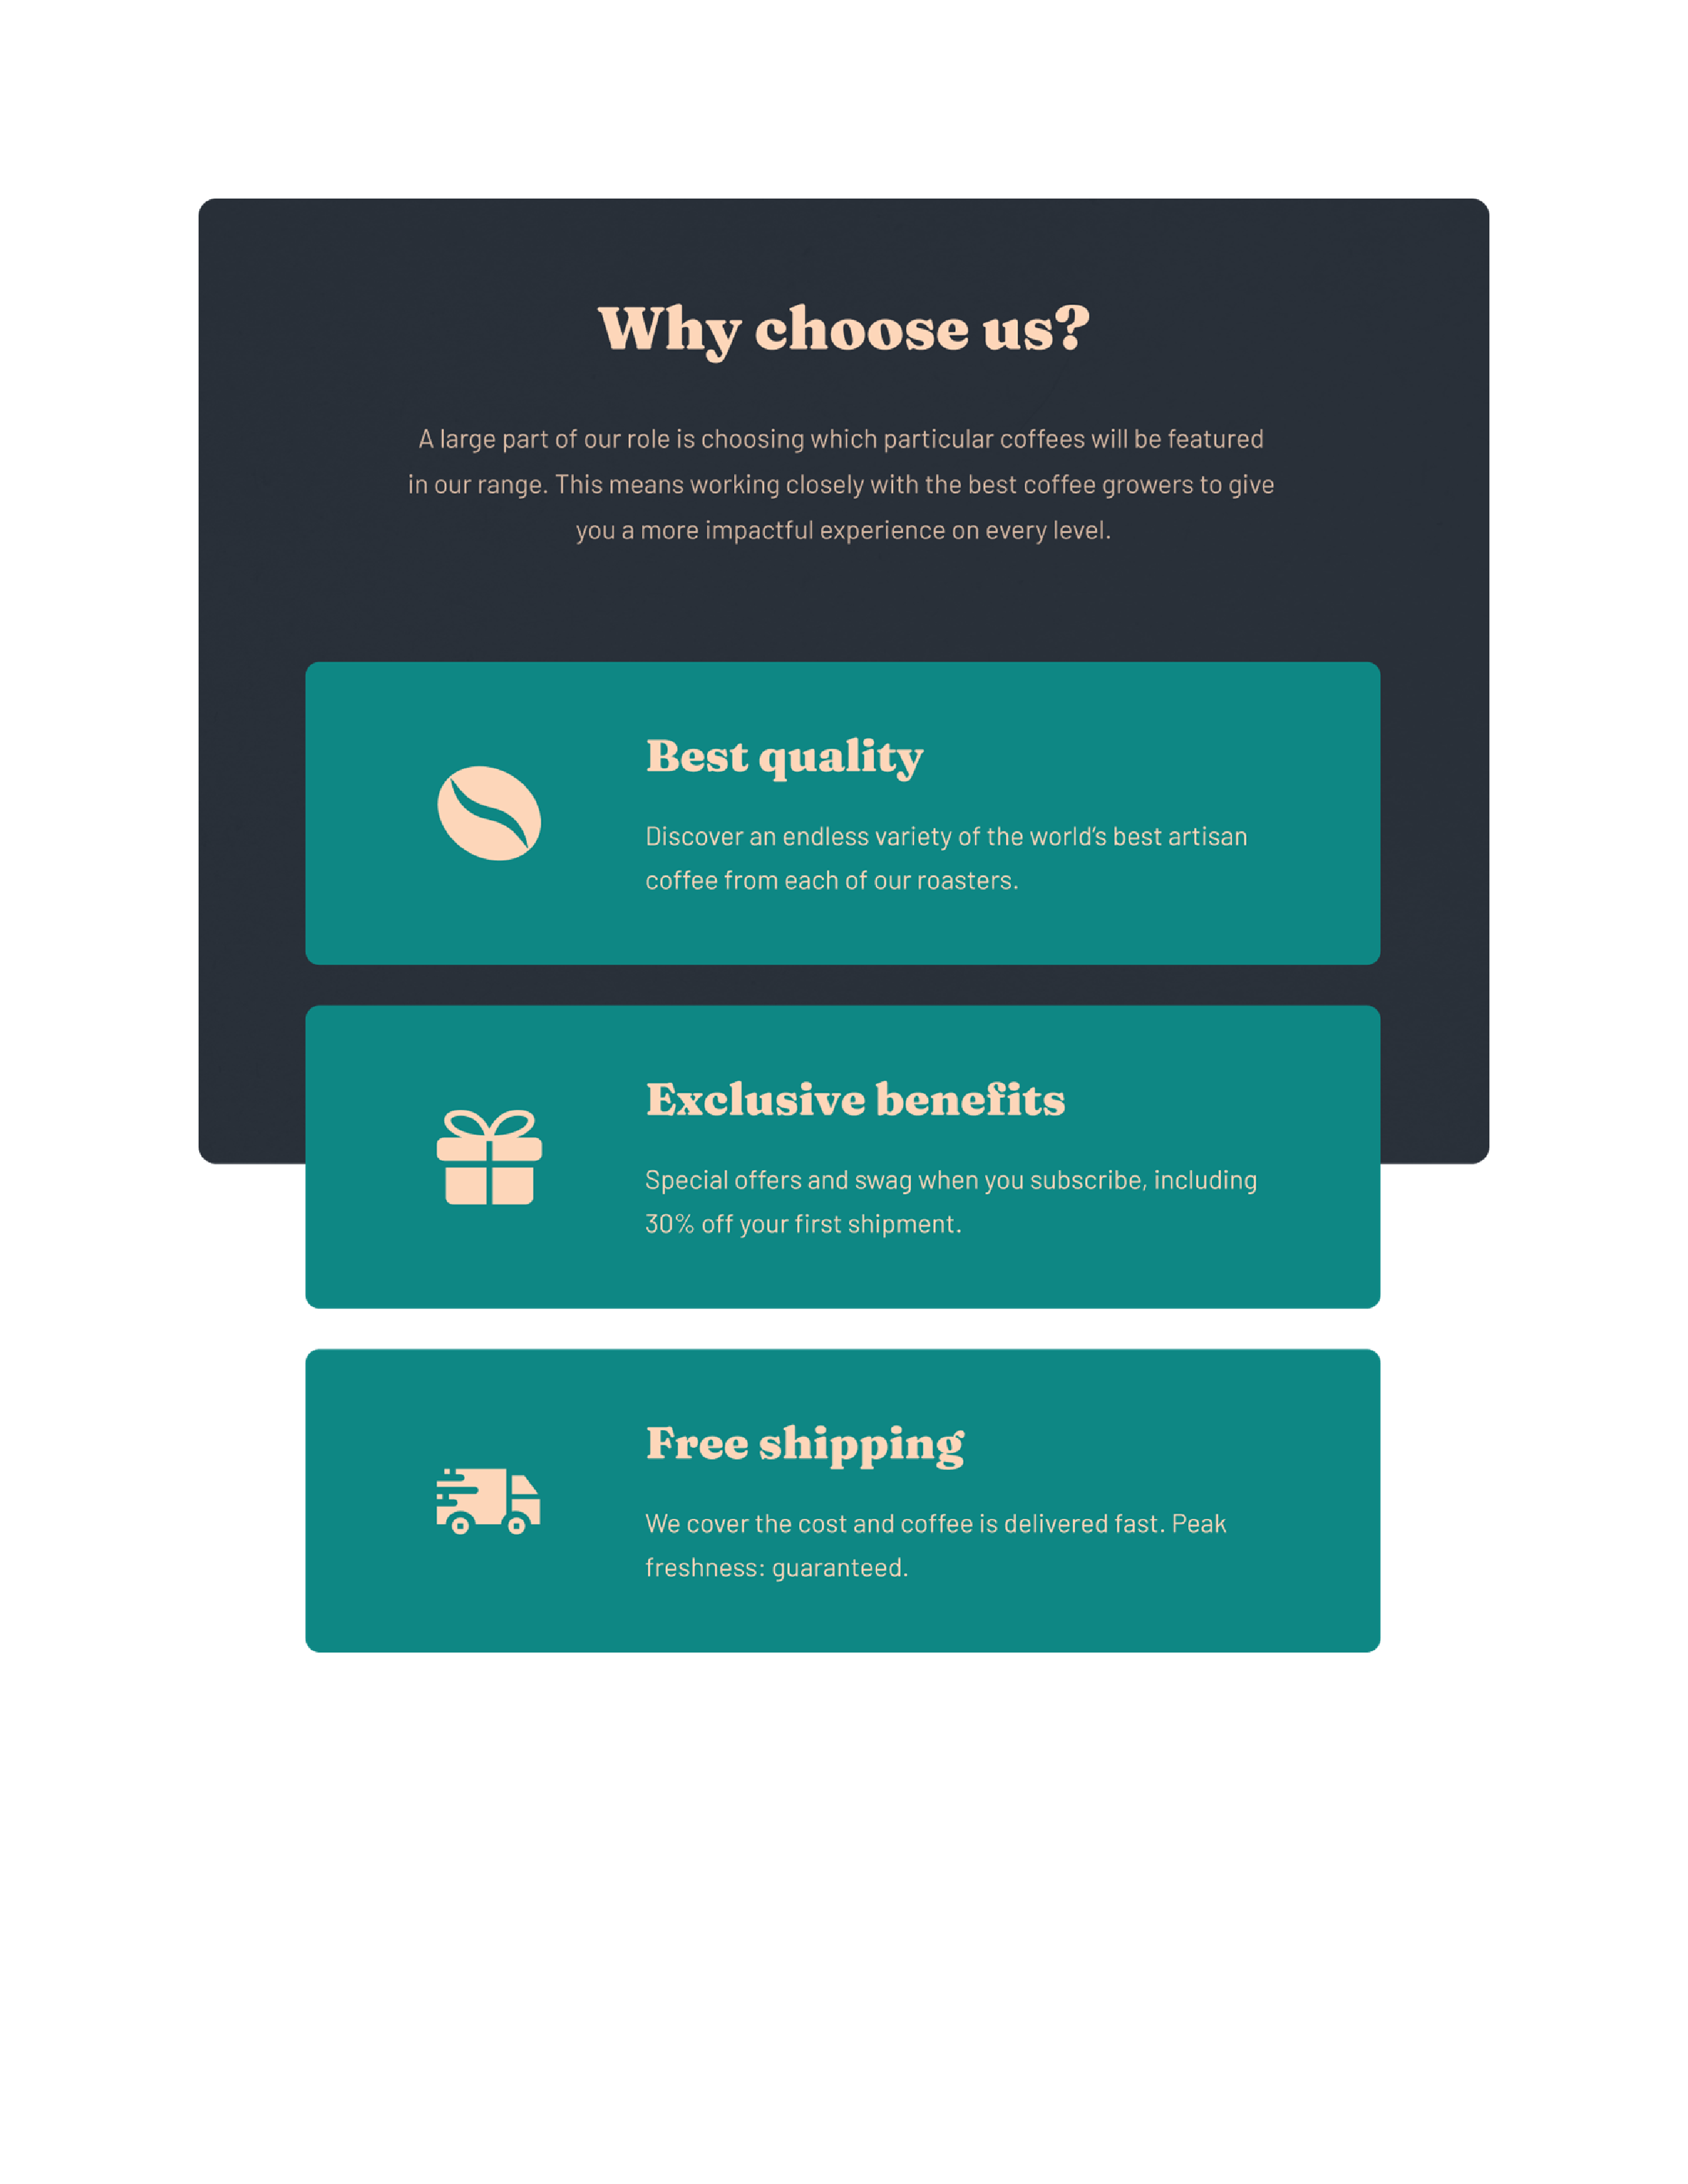 Why choose us?
A large part of our role is choosing which particular coffees will be featured
in our range. This means working closely with the best coffee growers to give
you a more impactful experience on every level.
Best quality
Discover an endless variety of the world’s best artisan
coffee from each of our roasters.
Exclusive benefits
Special offers and swag when you subscribe, including
30% off your first shipment.
Free shipping
We cover the cost and coffee is delivered fast. Peak
freshness: guaranteed.